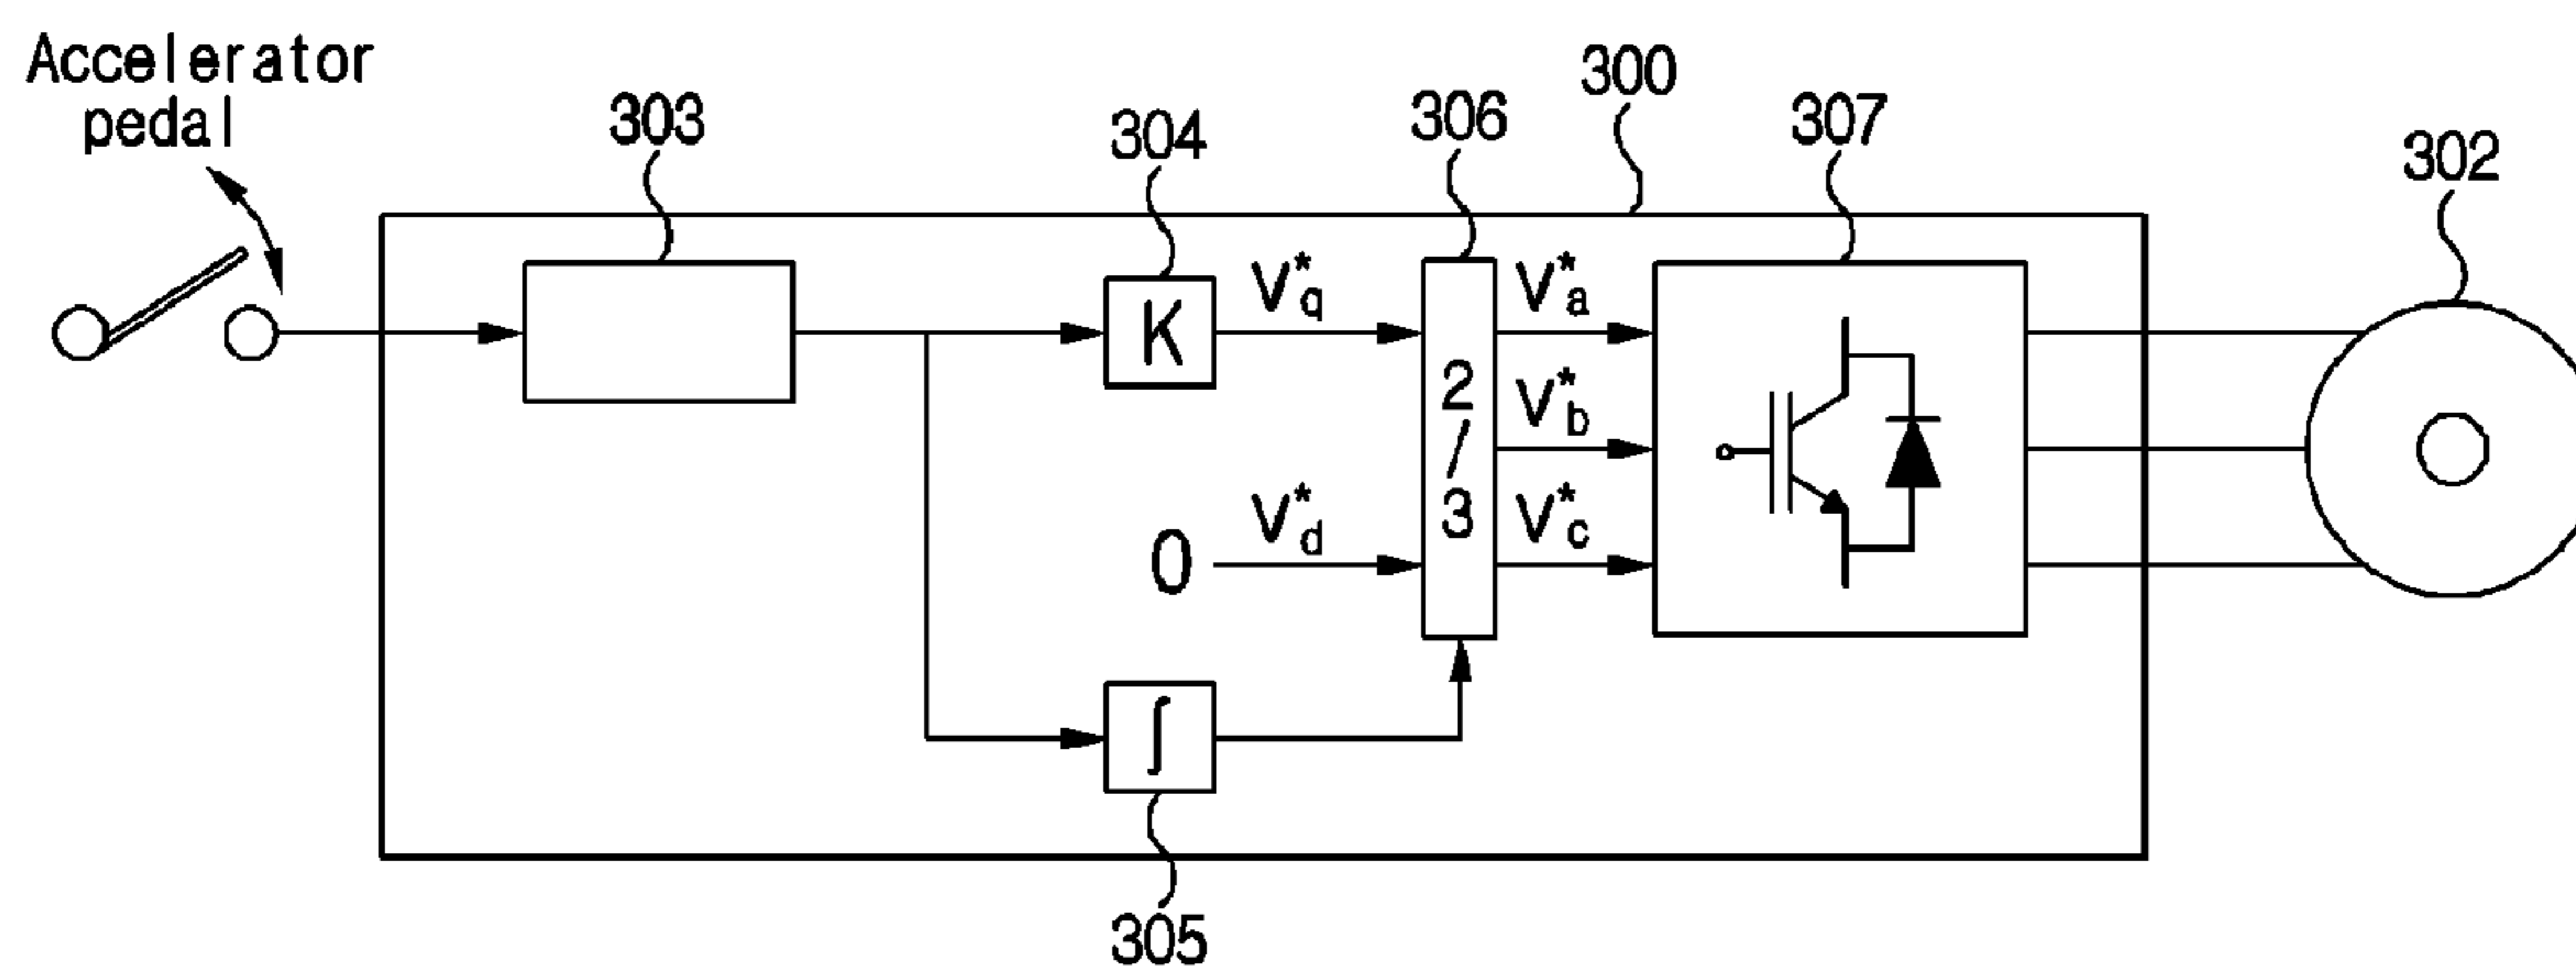 Accelerator
pedal
303
304
306
300
307
302
K
V*q
0
V*d
∫
305
2
/
3
V*a
V*b
V*c